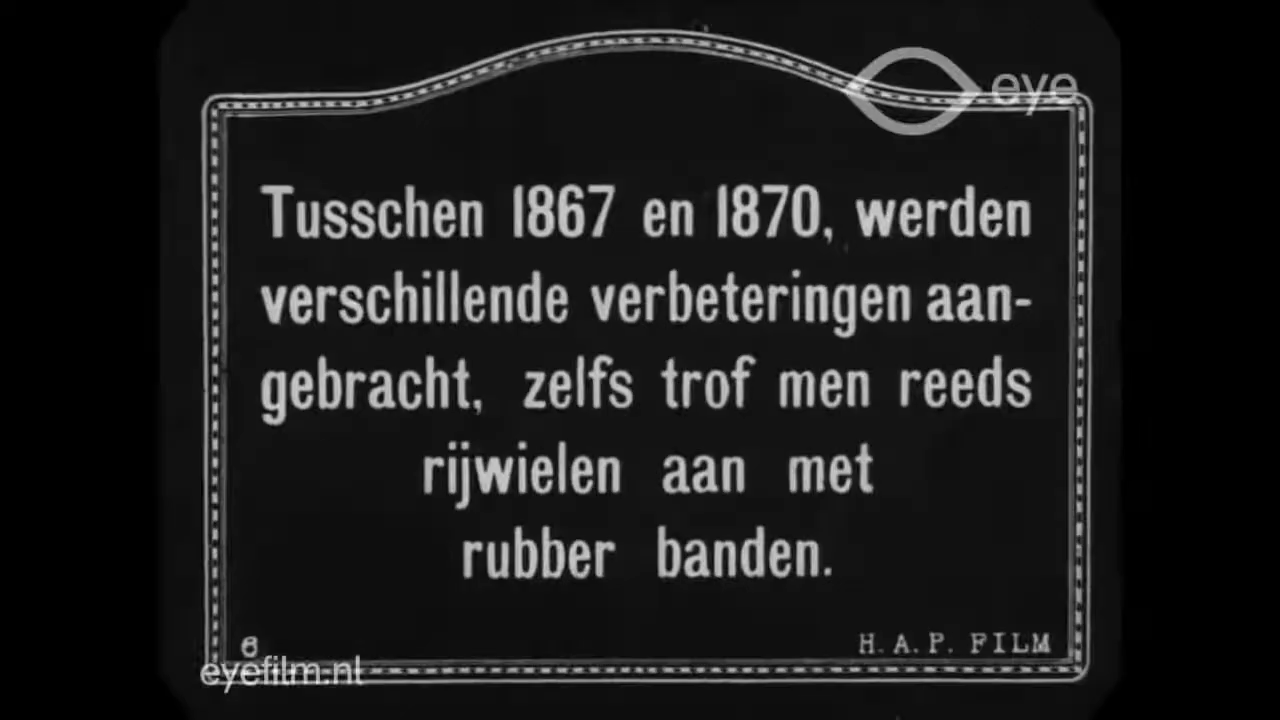 eye
Tusschen 1867 en 1870, werden
verschillende verbeteringen aan-
gebracht, zelfs trof men reeds
rijwielen aan met
rubber banden.
6
H. A. P. FILM
eyefilm.nl